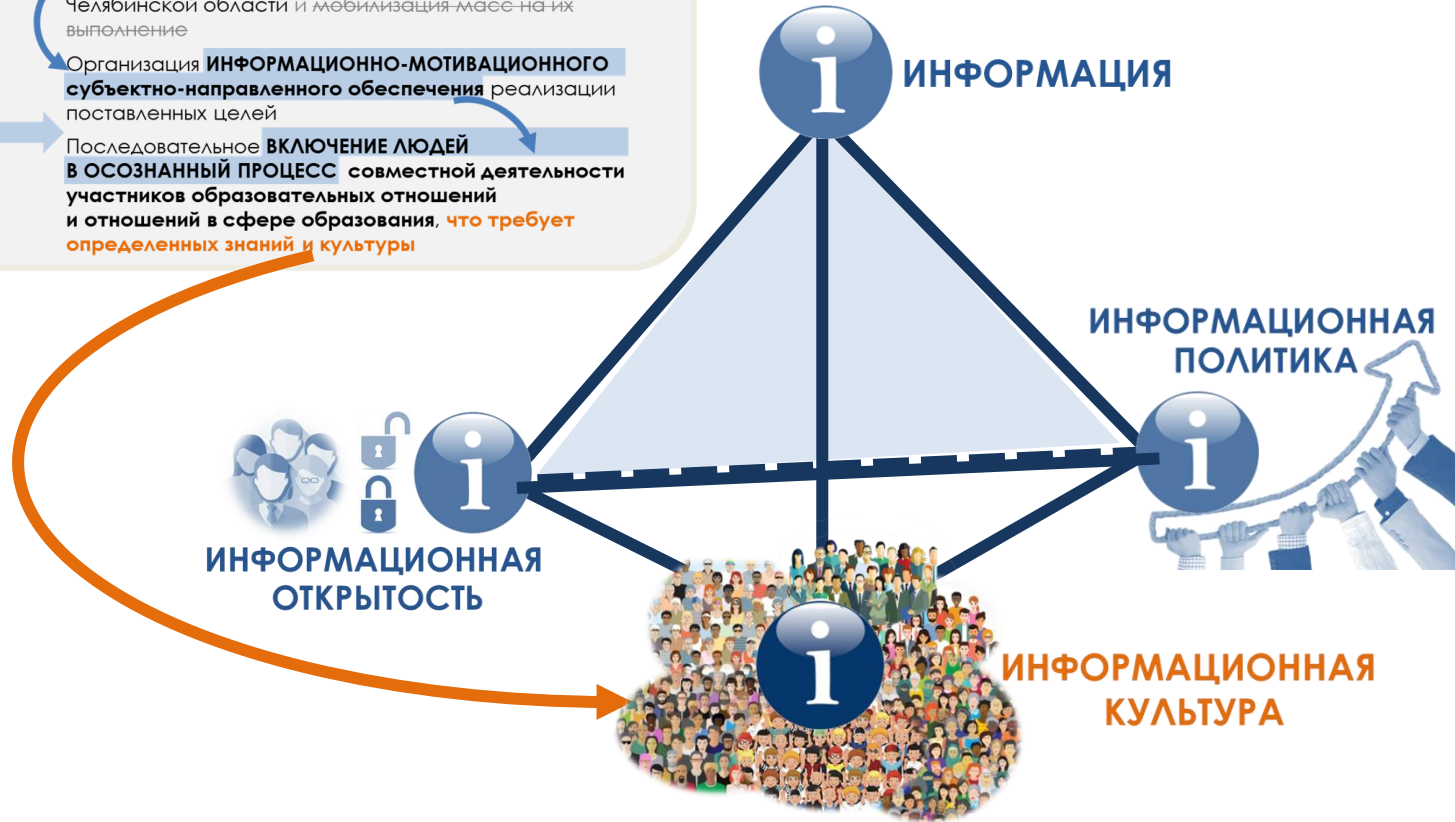 Челябинской области и мобилизация масс на их
выполнение
Организация ИНФОРМАЦИОННО-МОТИВАЦИОННОГО
субъектно-направленного обеспечения реализации
поставленных целей
Последовательное ВКЛЮЧЕНИЕ ЛЮДЕЙ
В ОСОЗНАННЫЙ ПРОЦЕСС совместной деятельности
участников образовательных отношений
и отношений в сфере образования, что требует
определенных знаний и культуры
i
ИНФОРМАЦИЯ
ИНФОРМАЦИОННАЯ
ПОЛИТИКА
i
i
ИНФОРМАЦИОННАЯ
ОТКРЫТОСТЬ
i
ИНФОРМАЦИОННАЯ
КУЛЬТУРА